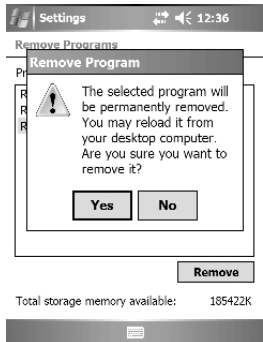 Settings 12:36
Remove Programs
Remove Program
Pr
R
R
R
The selected program will
be permanently removed.
You may reload it from
your desktop computer.
Are you sure you want to
remove it?
Yes No
Remove
Total storage memory available: 185422K